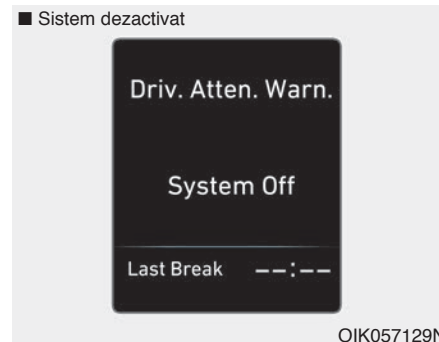 ■ Sistem dezactivat
Driv. Atten. Warn.
System Off
Last Break --:--
OIK057129N